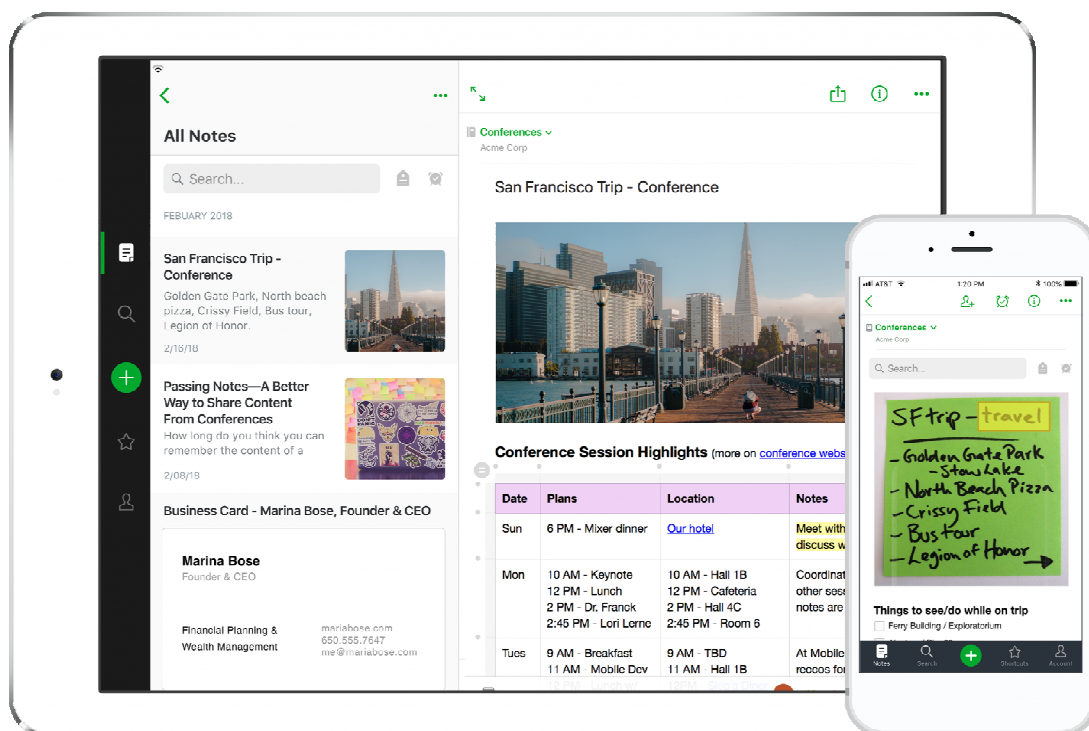 All Notes
Search...
FEBUARY 2018
San Francisco Trip -
Conference
Golden Gate Park, North beach
pizza, Crissy Field, Bus tour,
Legion of Honor.
2/16/18
Passing Notes—A Better
Way to Share Content
From Conferences
How long do you think you can
remember the content of a
2/08/18
Business Card - Marina Bose, Founder & CEO
Marina Bose
Founder & CEO
Financial Planning &
Wealth Management
mariabose.com
650.555.7647
me@mariabose.com
Conferences
Acme Corp
San Francisco Trip - Conference
Conference Session Highlights (more on conference webs
Date Plans Location Notes
Sun 6 PM - Mixer dinner Our hotel Meet with
discuss w
Mon 10 AM - Keynote 10 AM - Hall 1B Coordinat
12 PM - Lunch 12 PM - Cafeteria other sess
2 PM - Dr. Franck 2 PM - Hall 4C notes are
2:45 PM - Lori Lerne 2:45 PM - Room 6
Tues 9 AM - Breakfast 9 AM - TBD At Mobile
11 AM - Mobile Dev 11 AM - Hall 1B reccos for
12 PM - Lunch w/ 12PM
AT&T 1:20 PM 100%
Conferences
Acme Corp
Search...
SF trip - travel
- Golden Gate Park
- Stow Lake
- North Beach Pizza
- Crissy Field
- Bus tour
- Legion of Honor
Things to see/do while on trip
Ferry Building / Exploratorium
Notes Search Shortcuts Account